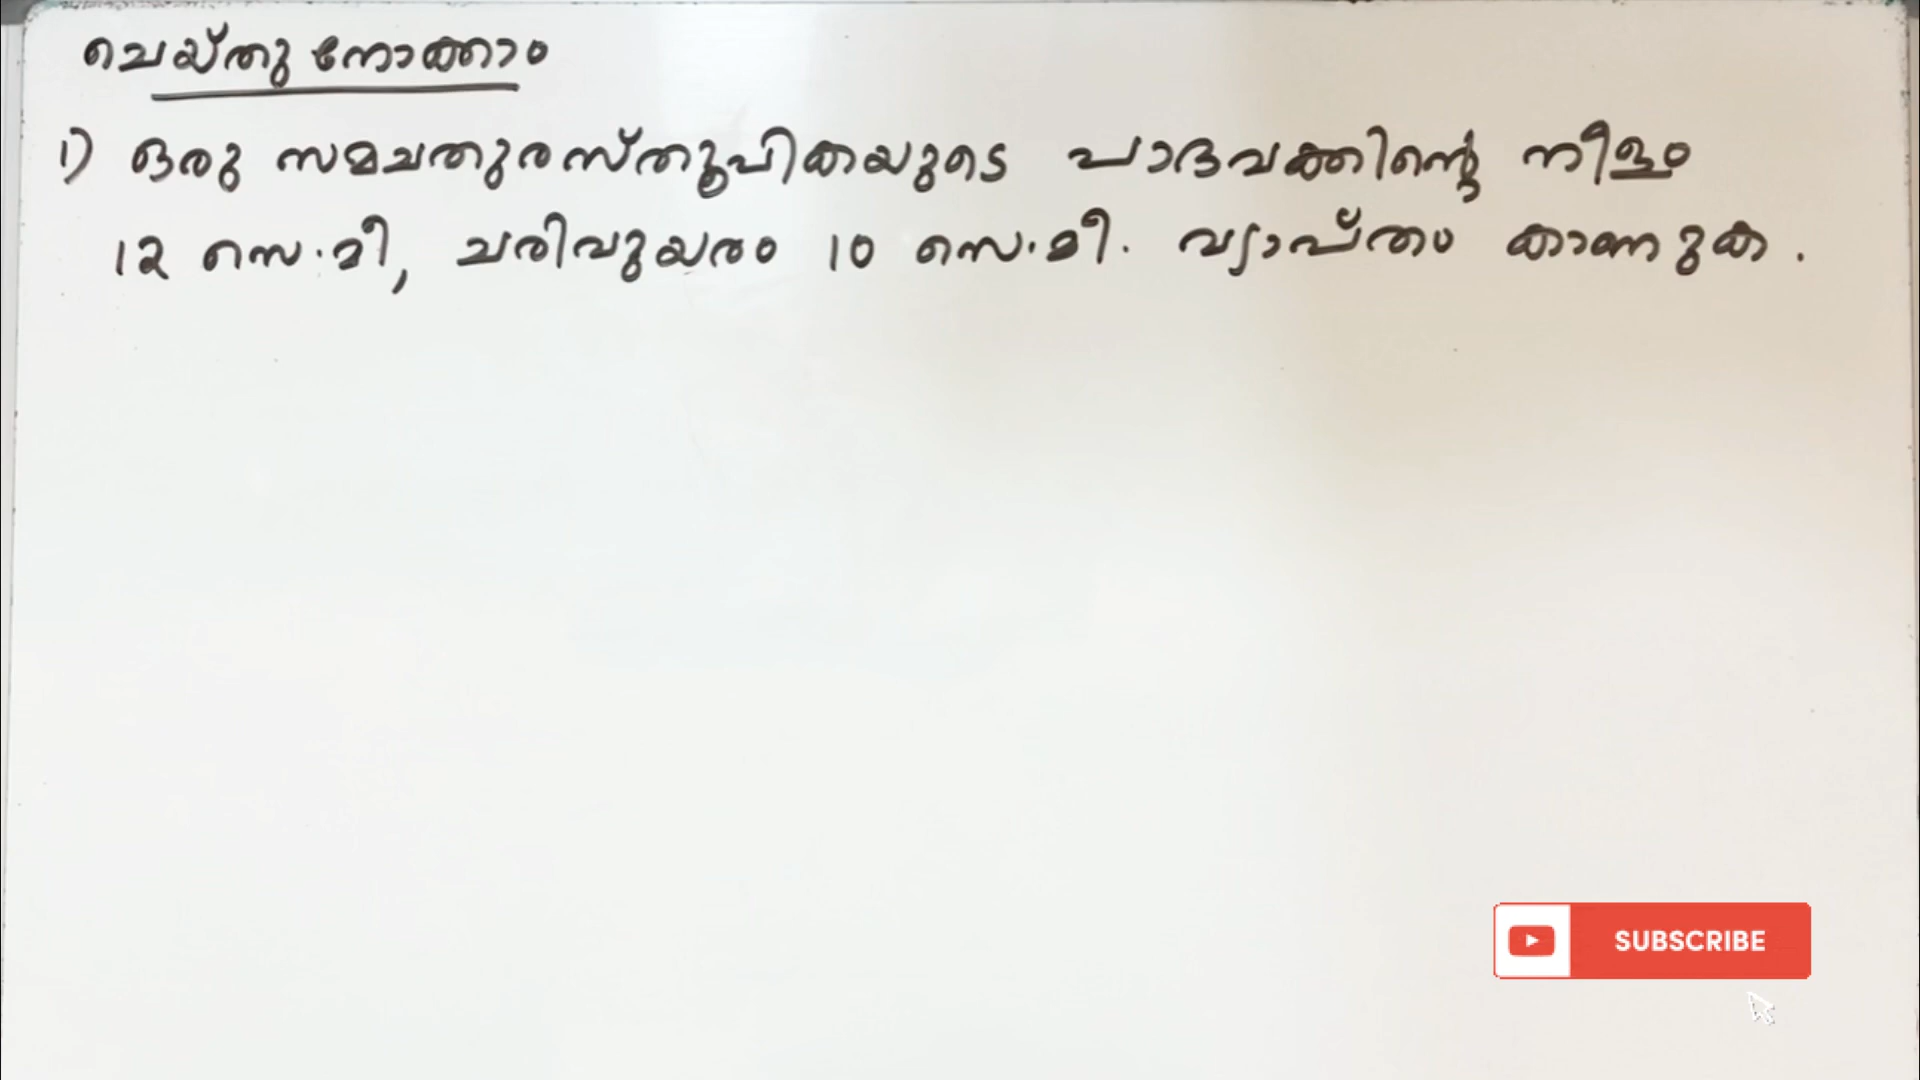 ചെയ്തു നോക്കാം
1) ഒരു സമചതുരസ്തൂപികയുടെ പാദവക്കിന്റെ നീളം
12 സെ.മീ, ചരിവുയരം 10 സെ.മീ. വ്യാപ്തം കാണുക.
SUBSCRIBE